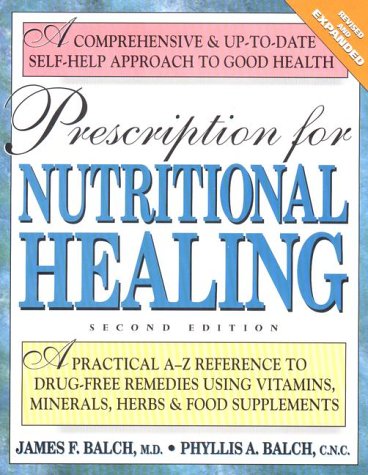 REVISED AND
EXPANDED
A COMPREHENSIVE & UP-TO-DATE
SELF-HELP APPROACH TO GOOD HEALTH
Prescription for
NUTRITIONAL
HEALING
SECOND EDITION
A PRACTICAL A–Z REFERENCE TO
DRUG-FREE REMEDIES USING VITAMINS,
MINERALS, HERBS & FOOD SUPPLEMENTS
JAMES F. BALCH, M.D. • PHYLLIS A. BALCH, C.N.C.